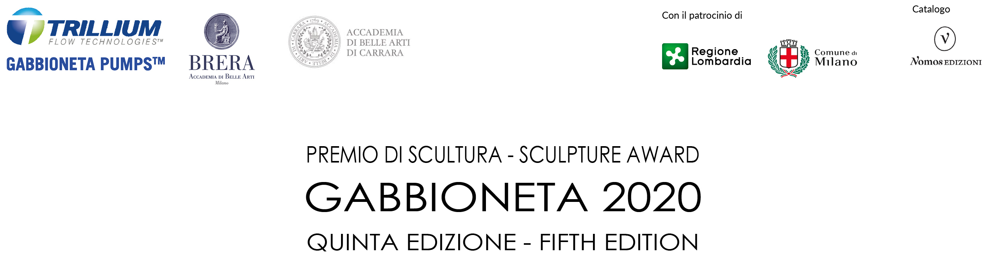 TRILLIUM
FLOW TECHNOLOGIES™
GABBIONETA PUMPS™
BRERA
ACCADEMIA DI BELLE ARTI
Milano
· 1769 · ACCADEMIA · DI · BELLE · ARTI · DI · CARRARA
ACCADEMIA
DI BELLE ARTI
DI CARRARA
Con il patrocinio di
Regione
Lombardia
Comune di
Milano
Catalogo
V
Nomos EDIZIONI
PREMIO DI SCULTURA - SCULPTURE AWARD
GABBIONETA 2020
QUINTA EDIZIONE - FIFTH EDITION